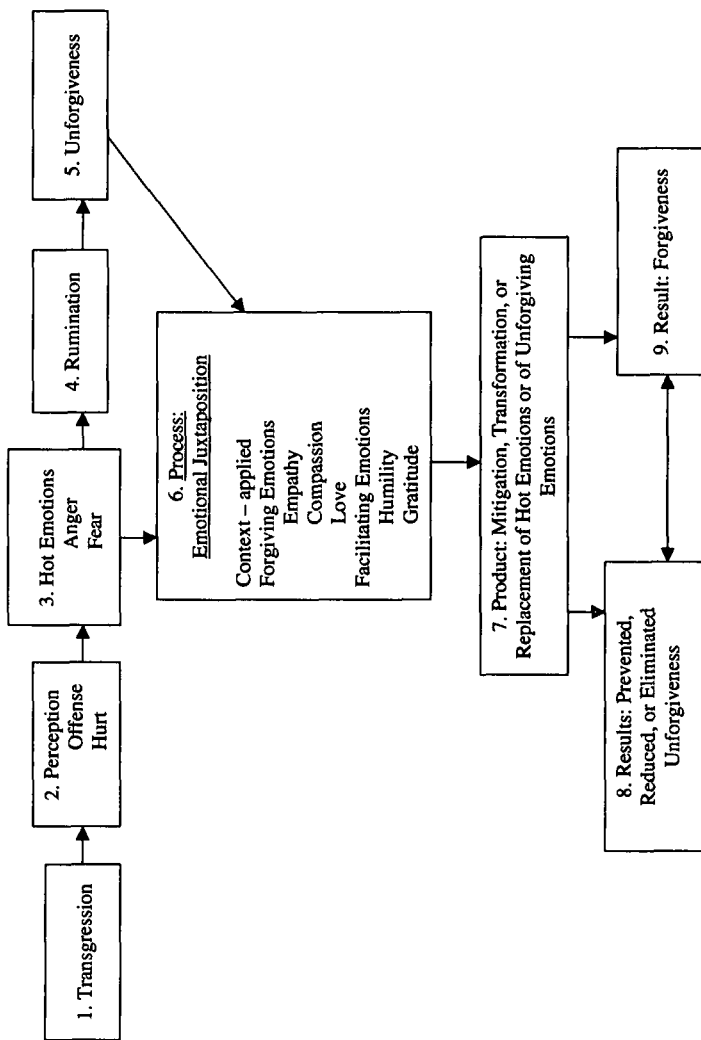 1. Transgression
2. Perception
Offense
Hurt
3. Hot Emotions
Anger
Fear
4. Rumination
5. Unforgiveness
6. Process:
Emotional Juxtaposition
Context – applied
Forgiving Emotions
Empathy
Compassion
Love
Facilitating Emotions
Humility
Gratitude
7. Product: Mitigation, Transformation, or
Replacement of Hot Emotions or of Unforgiving
Emotions
8. Results: Prevented,
Reduced, or Eliminated
Unforgiveness
9. Result: Forgiveness